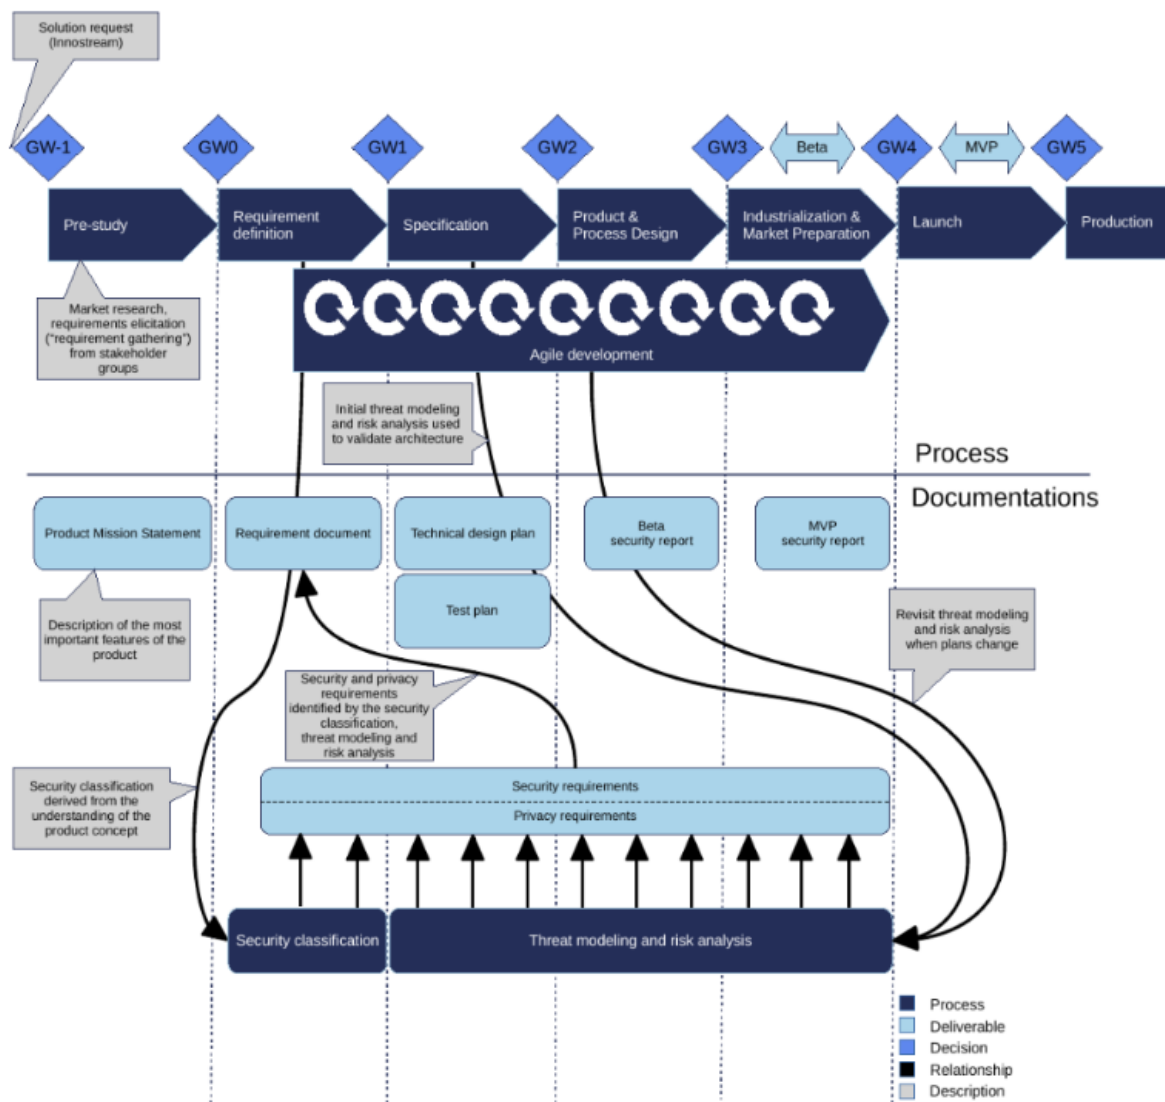 Solution request
(Innostream)
GW-1
GW0
GW1
GW2
GW3
Beta
GW4
MVP
GW5
Pre-study
Requirement
definition
Specification
Product &
Process Design
Industrialization &
Market Preparation
Launch
Production
Market research,
requirements elicitation
("requirement gathering")
from stakeholder
groups
Agile development
Initial threat modeling
and risk analysis used
to validate architecture
Process
Documentations
Product Mission Statement
Requirement document
Technical design plan
Beta
security report
MVP
security report
Test plan
Description of the most
important features of the
product
Revisit threat modeling
and risk analysis
when plans change
Security and privacy
requirements
identified by the security
classification,
threat modeling and
risk analysis
Security classification
derived from the
understanding of the
product concept
Security requirements
Privacy requirements
Security classification
Threat modeling and risk analysis
Process
Deliverable
Decision
Relationship
Description